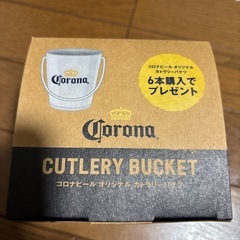 Corona
コロナビール オリジナル
カトラリーバケツ
6本購入で
プレゼント
Corona
CUTLERY BUCKET
コロナビール オリジナル カトラリーバケツ